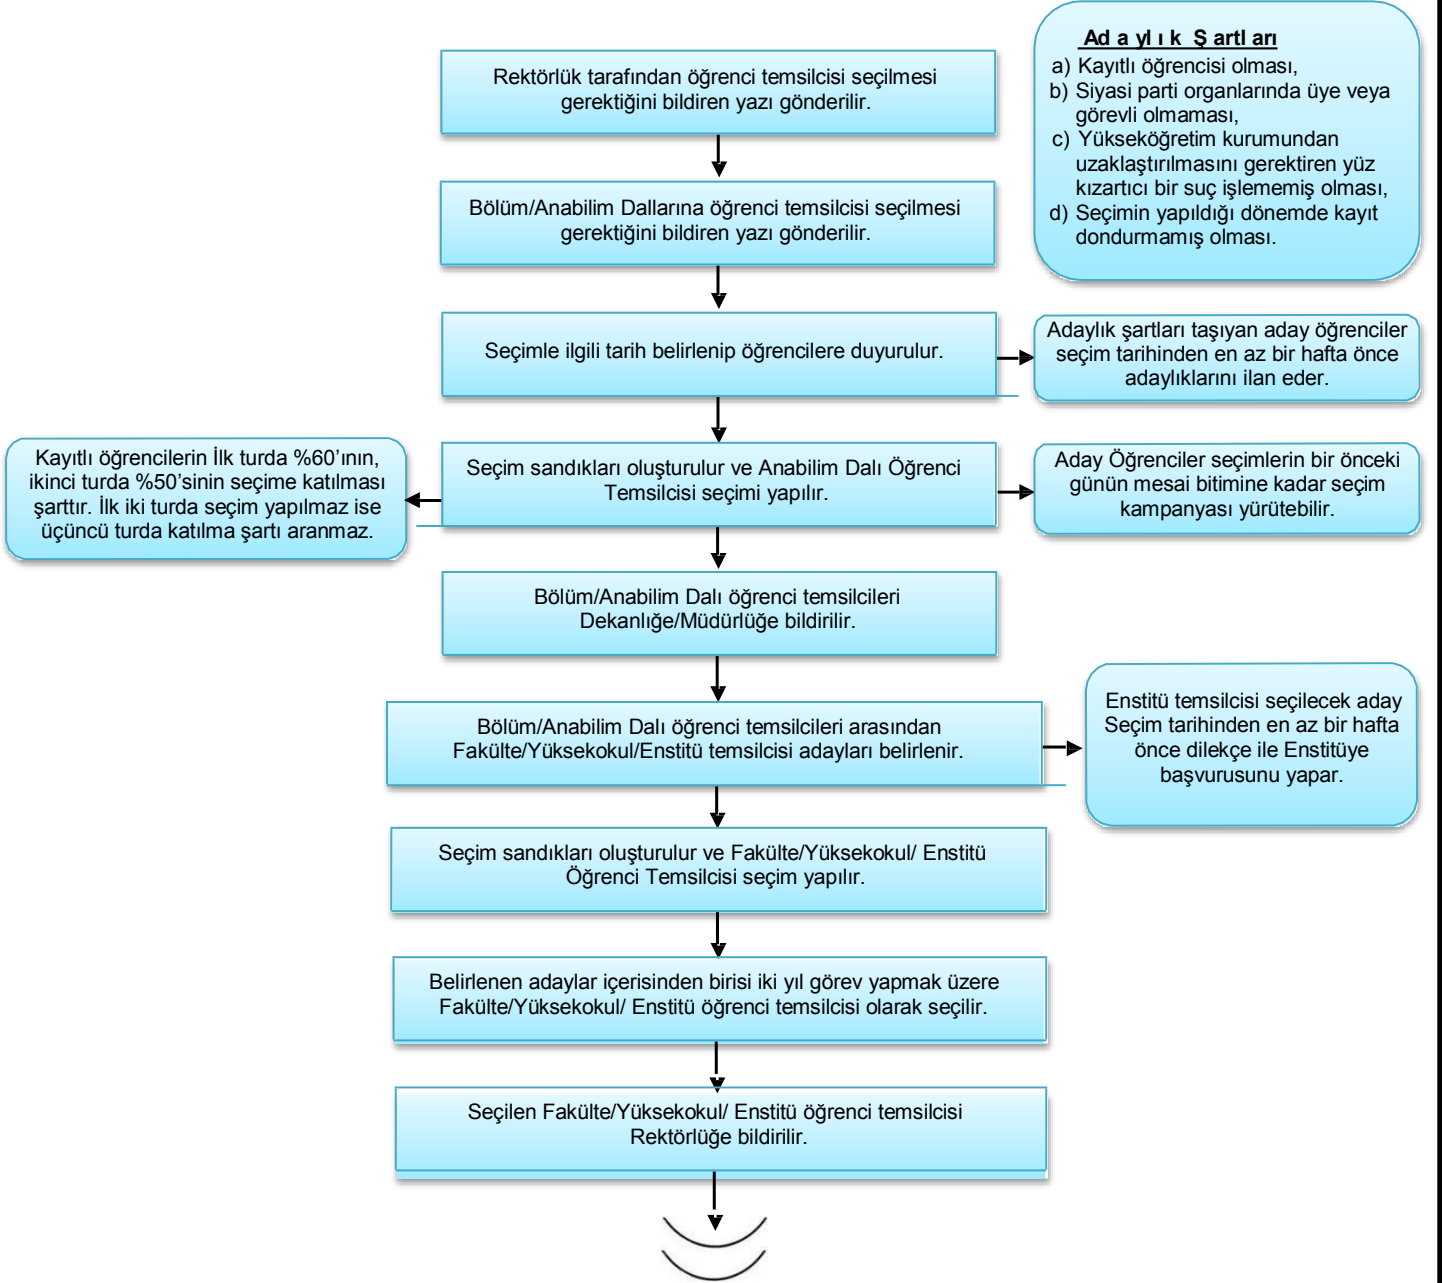 Rektörlük tarafından öğrenci temsilcisi seçilmesi
gerektiğini bildiren yazı gönderilir.
Ad a yl ı k Ş artl arı
a) Kayıtlı öğrencisi olması,
b) Siyasi parti organlarında üye veya
görevli olmaması,
c) Yükseköğretim kurumundan
uzaklaştırılmasını gerektiren yüz
kızartıcı bir suç işlememiş olması,
d) Seçimin yapıldığı dönemde kayıt
dondurmamış olması.
Bölüm/Anabilim Dallarına öğrenci temsilcisi seçilmesi
gerektiğini bildiren yazı gönderilir.
Seçimle ilgili tarih belirlenip öğrencilere duyurulur.
Adaylık şartları taşıyan aday öğrenciler
seçim tarihinden en az bir hafta önce
adaylıklarını ilan eder.
Kayıtlı öğrencilerin İlk turda %60’ının,
ikinci turda %50’sinin seçime katılması
şarttır. İlk iki turda seçim yapılmaz ise
üçüncü turda katılma şartı aranmaz.
Seçim sandıkları oluşturulur ve Anabilim Dalı Öğrenci
Temsilcisi seçimi yapılır.
Aday Öğrenciler seçimlerin bir önceki
günün mesai bitimine kadar seçim
kampanyası yürütebilir.
Bölüm/Anabilim Dalı öğrenci temsilcileri
Dekanlığe/Müdürlüğe bildirilir.
Bölüm/Anabilim Dalı öğrenci temsilcileri arasından
Fakülte/Yüksekokul/Enstitü temsilcisi adayları belirlenir.
Enstitü temsilcisi seçilecek aday
Seçim tarihinden en az bir hafta
önce dilekçe ile Enstitüye
başvurusunu yapar.
Seçim sandıkları oluşturulur ve Fakülte/Yüksekokul/ Enstitü
Öğrenci Temsilcisi seçim yapılır.
Belirlenen adaylar içerisinden birisi iki yıl görev yapmak üzere
Fakülte/Yüksekokul/ Enstitü öğrenci temsilcisi olarak seçilir.
Seçilen Fakülte/Yüksekokul/ Enstitü öğrenci temsilcisi
Rektörlüğe bildirilir.